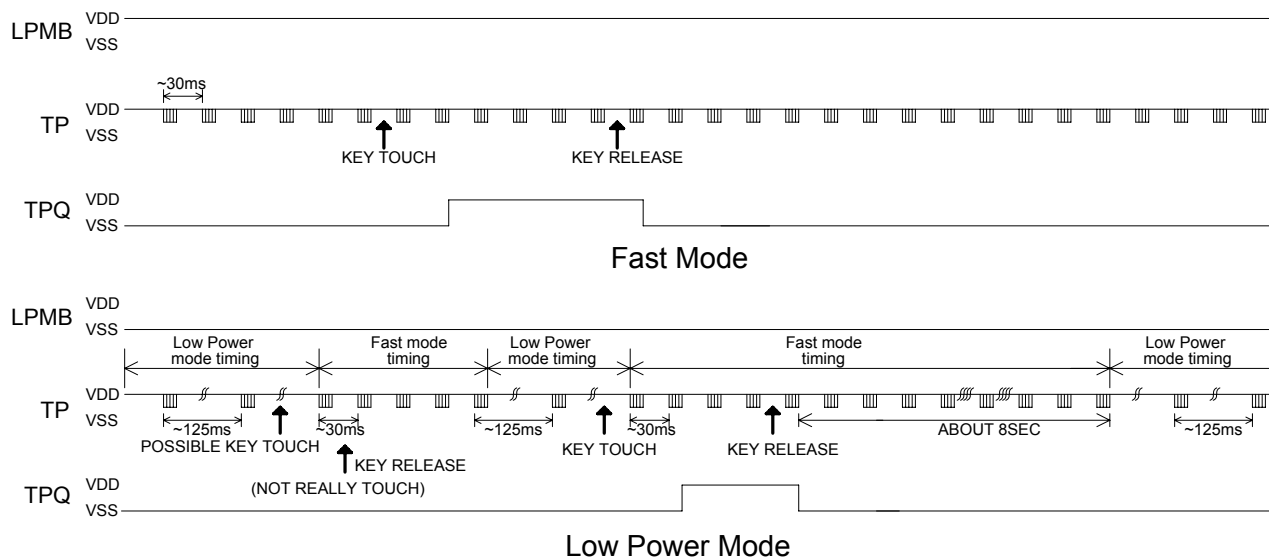 LPMB
VDD
VSS
~30ms
TP
VDD
VSS
KEY TOUCH
KEY RELEASE
TPQ
VDD
VSS
Fast Mode
LPMB
VDD
VSS
Low Power
mode timing
Fast mode
timing
Low Power
mode timing
Fast mode
timing
Low Power
mode timing
TP
VDD
VSS
~125ms
~30ms
~125ms
~30ms
ABOUT 8SEC
~125ms
POSSIBLE KEY TOUCH
KEY RELEASE
(NOT REALLY TOUCH)
KEY TOUCH
KEY RELEASE
TPQ
VDD
VSS
Low Power Mode